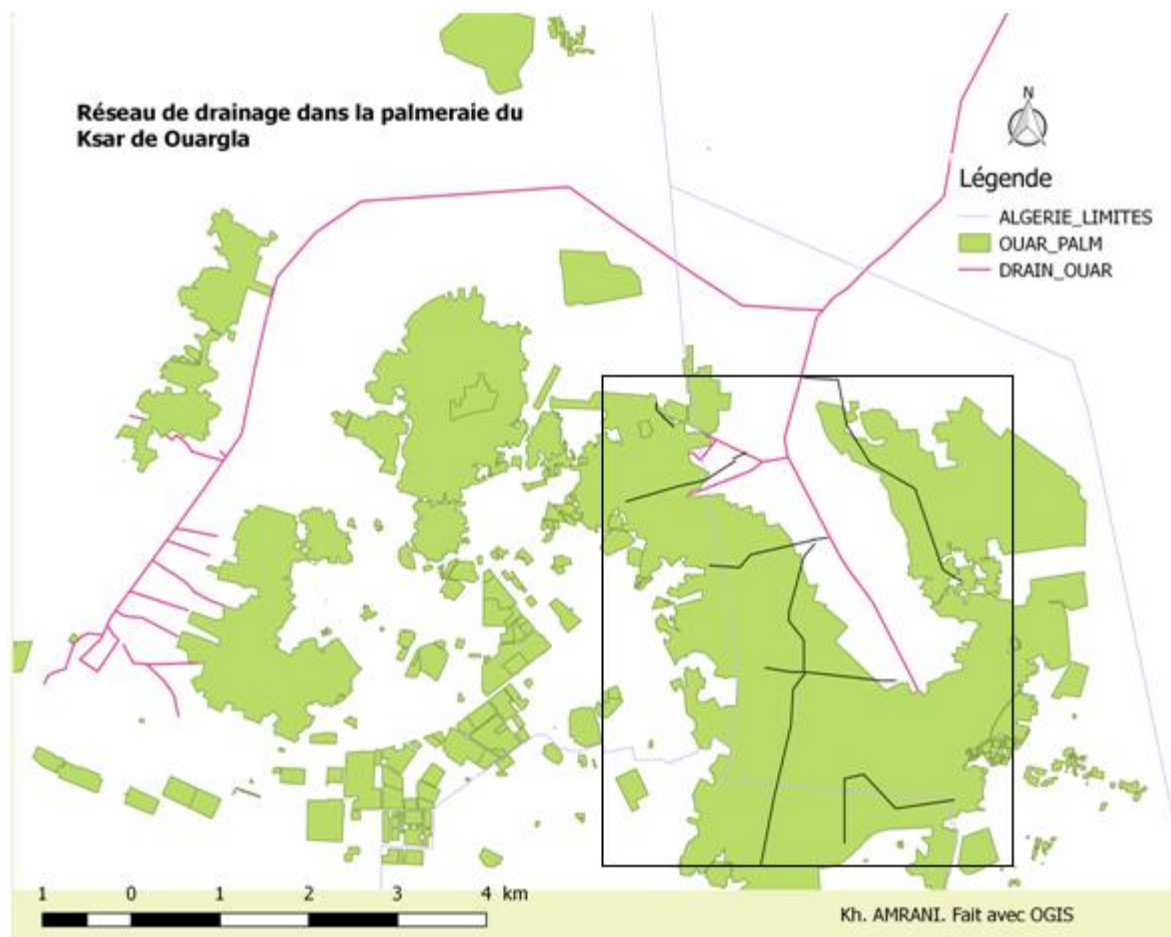 Réseau de drainage dans la palmeraie du
Ksar de Ouargla
N
Légende
ALGERIE_LIMITES
OUAR_PALM
DRAIN_OUAR
1 0 1 2 3 4 km
Kh. AMRANI. Fait avec OGIS